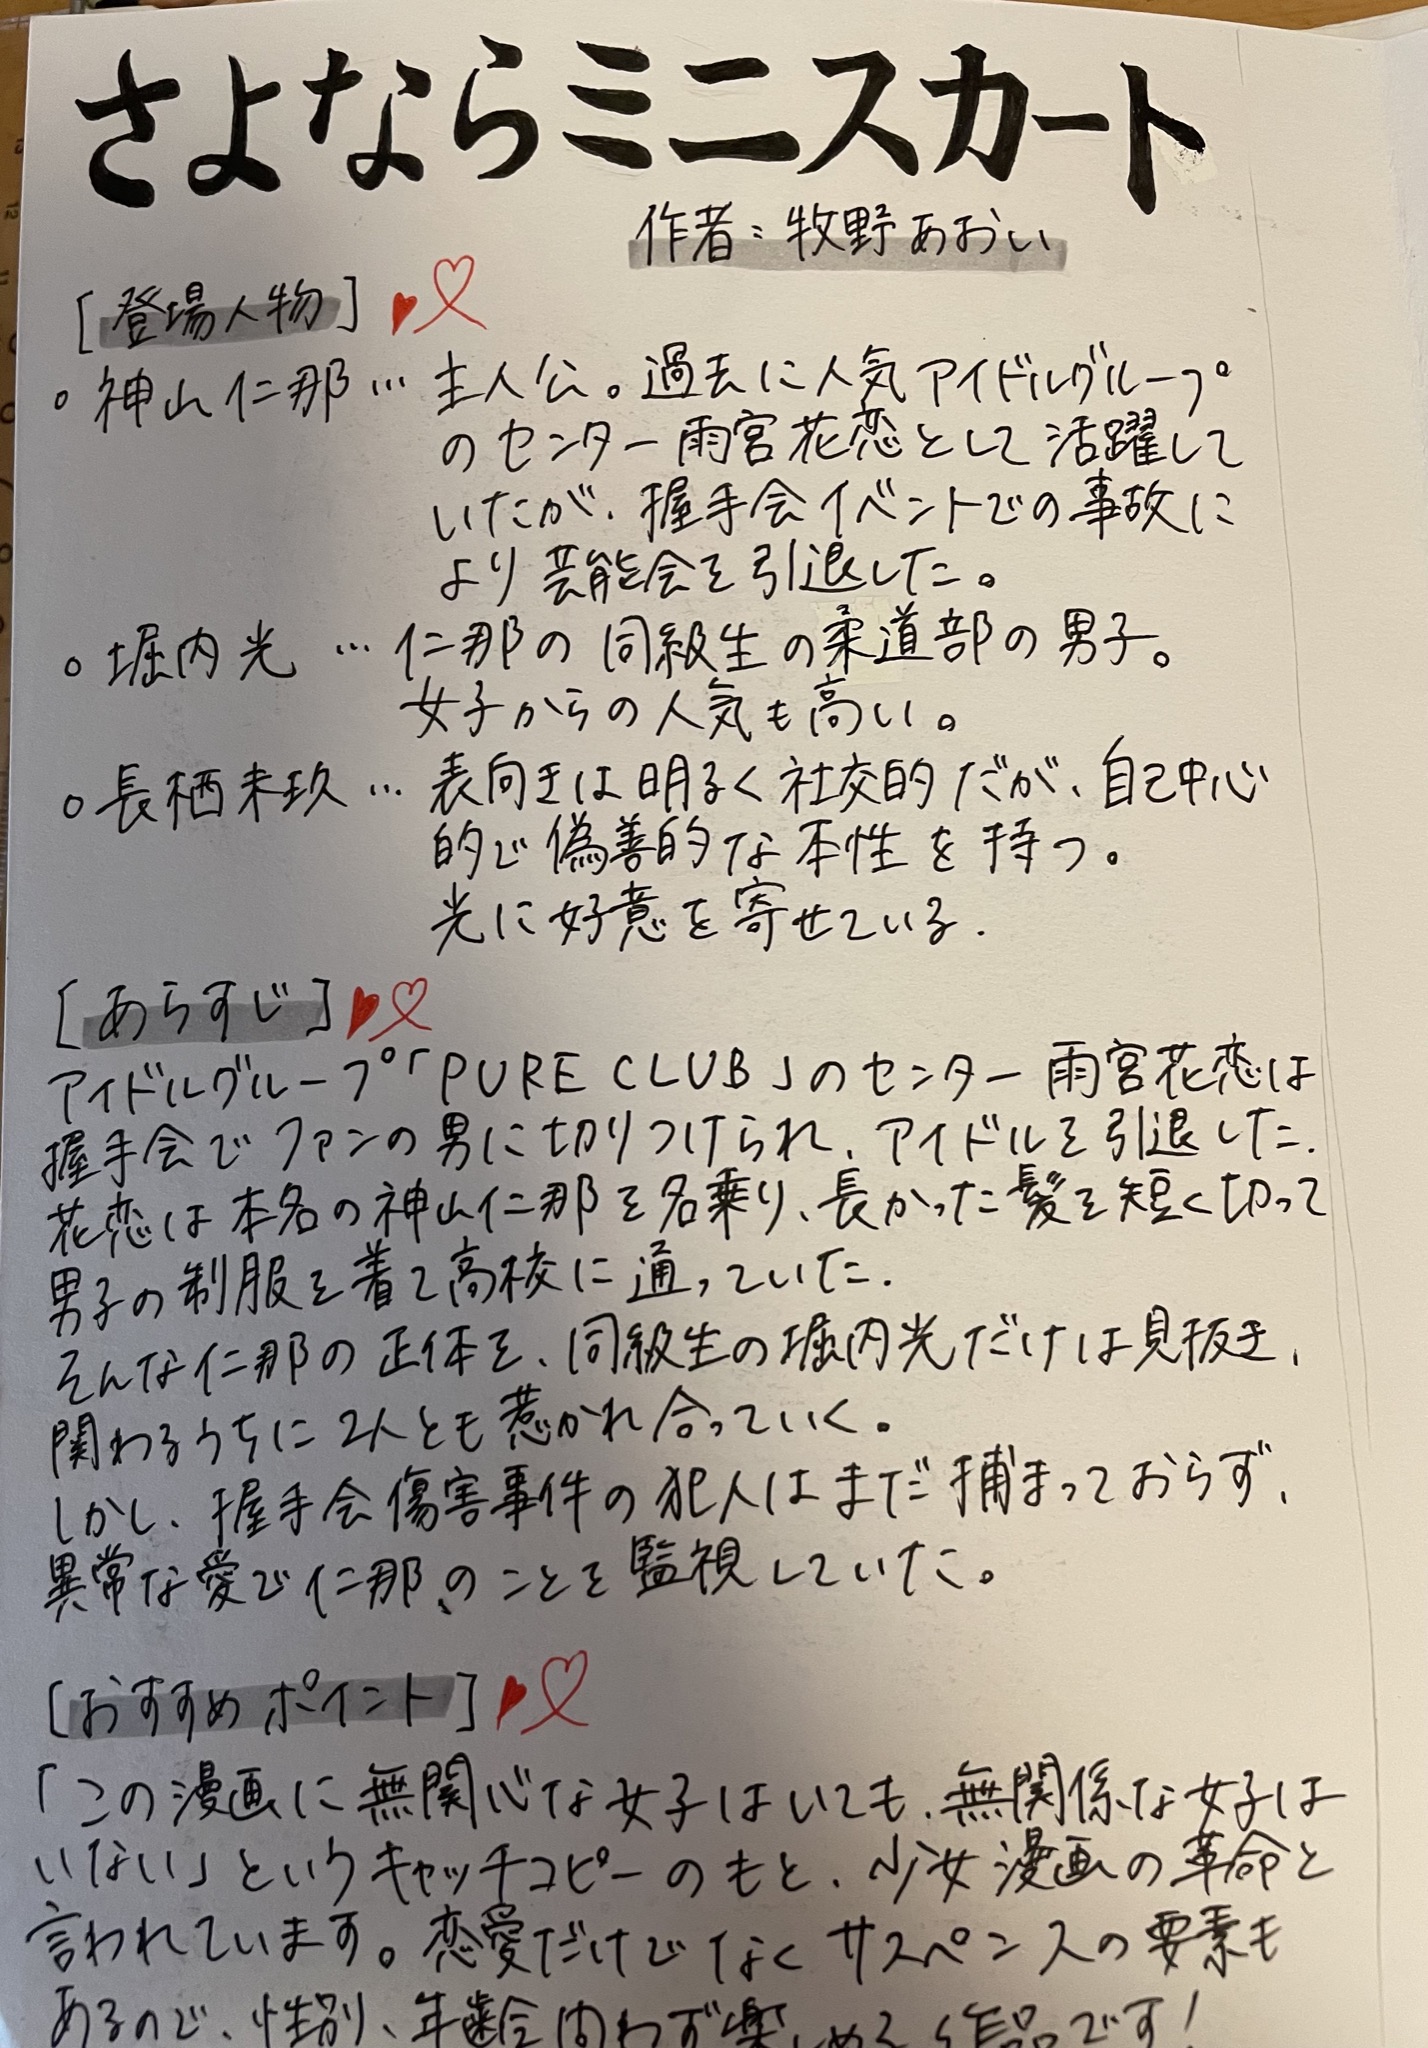 さよならミニスカート
作者：牧野あおい
[登場人物]
。神山仁那…主人公。過去に人気アイドルグループ
のセンター雨宮花恋として活躍して
いたが、握手会イベントでの事故に
より芸能会を引退した。
。堀内光…仁那の同級生の柔道部の男子。
女子からの人気も高い。
。長栖未玖…表向きは明るく社交的だが、自己中心
的で偽善的な本性を持つ。
光に好意を寄せている.
[あらすじ]
アイドルグループ「PURE CLUB」のセンター雨宮花恋は
握手会でファンの男に切りつけられ、アイドルを引退した.
花恋は本名の神山仁那を名乗り、長かった髪を短く切って
男子の制服を着て高校に通っていた.
そんな仁那の正体を、同級生の堀内光だけは見抜き、
関わるうちに2人とも惹かれ合っていく。
しかし、握手会傷害事件の犯人はまだ捕まっておらず、
異常な愛で仁那のことを監視していた。
[おすすめポイント]
「この漫画に無関心な女子はいても、無関係な女子は
いない」というキャッチコピーのもと、少女漫画の革命と
言われています。恋愛だけでなくサスペンスの要素も
あるので、性別、年齢問わず楽しめる作品です！